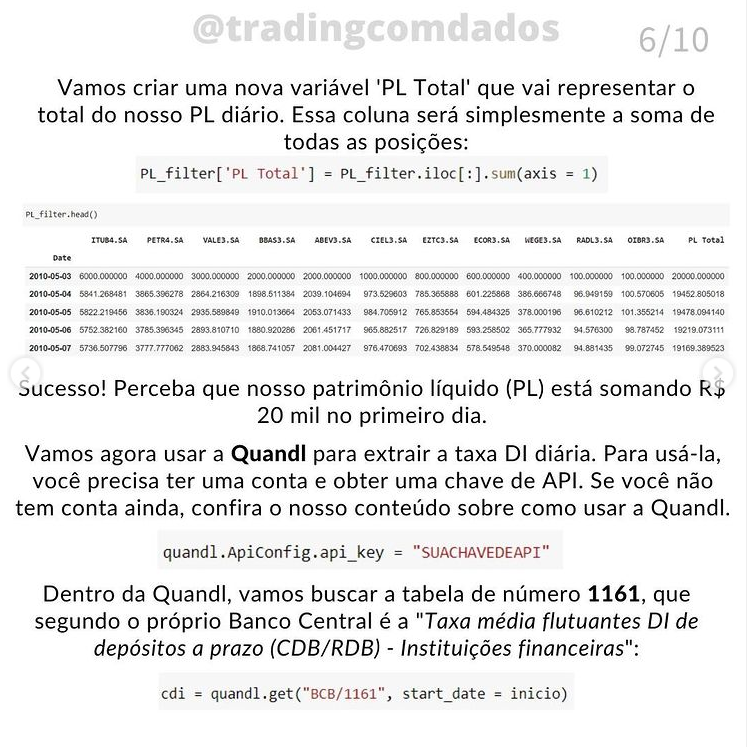 @tradingcomdados
6/10
Vamos criar uma nova variável 'PL Total' que vai representar o
total do nosso PL diário. Essa coluna será simplesmente a soma de
todas as posições:
PL_filter['PL Total'] = PL_filter.iloc[:].sum(axis = 1)
PL_filter.head()
ITUB4.SA PETR4.SA VALE3.SA BBAS3.SA ABEV3.SA CIEL3.SA EZTC3.SA ECOR3.SA WEGE3.SA RADL3.SA OIBR3.SA PL Total
Date
2010-05-03 6000.000000 4000.000000 3000.000000 2000.000000 2000.000000 1000.000000 800.000000 600.000000 400.000000 100.000000 100.000000 20000.000000
2010-05-04 5841.268481 3865.396278 2864.216309 1898.511384 2039.104694 973.529603 785.365888 601.225868 386.666748 96.949159 100.570605 19452.805018
2010-05-05 5822.219456 3836.190324 2935.589849 1910.013664 2053.071433 984.705912 765.853554 594.484325 378.000196 96.610212 101.355214 19478.094140
2010-05-06 5752.382160 3785.396345 2893.810710 1880.920286 2061.451717 965.882517 726.829189 593.258502 365.777932 94.576300 98.787452 19219.073111
2010-05-07 5736.507796 3777.777062 2883.945843 1868.741057 2081.004427 976.470693 702.438834 578.549548 370.000082 94.881435 99.072745 19169.389523
Sucesso! Perceba que nosso patrimônio líquido (PL) está somando R$
20 mil no primeiro dia.
Vamos agora usar a Quandl para extrair a taxa DI diária. Para usá-la,
você precisa ter uma conta e obter uma chave de API. Se você não
tem conta ainda, confira o nosso conteúdo sobre como usar a Quandl.
quandl.ApiConfig.api_key = "SUACHAVEDEAPI"
Dentro da Quandl, vamos buscar a tabela de número 1161, que
segundo o próprio Banco Central é a "Taxa média flutuantes DI de
depósitos a prazo (CDB/RDB) - Instituições financeiras":
cdi = quandl.get("BCB/1161", start_date = inicio)